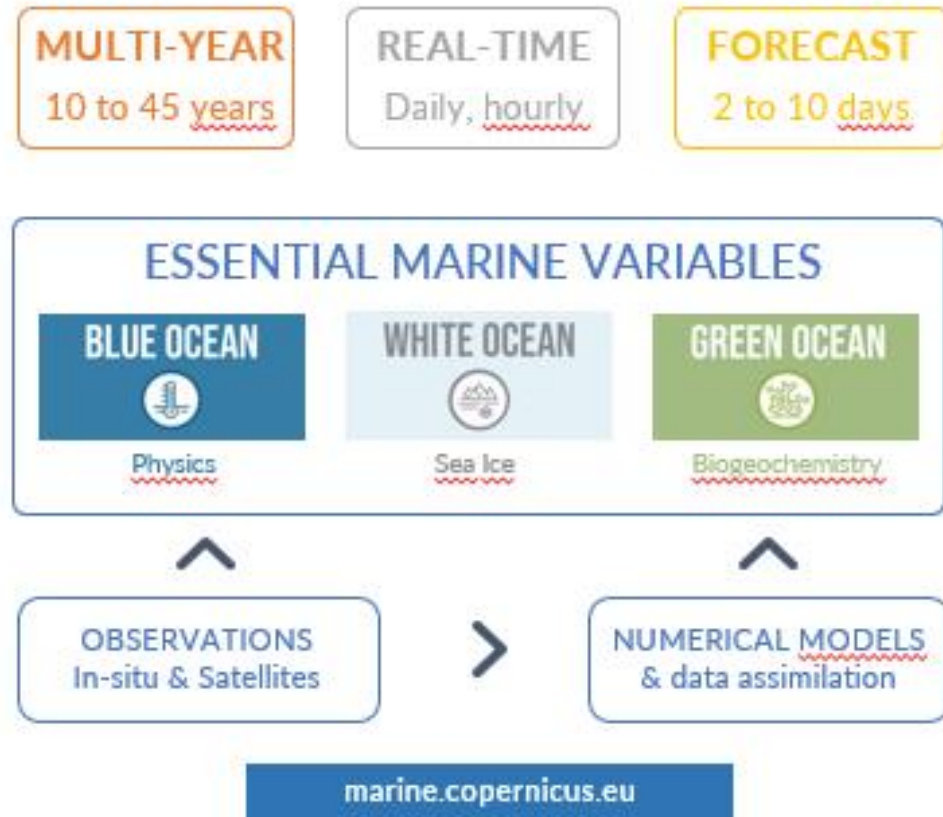 MULTI-YEAR
10 to 45 years
REAL-TIME
Daily, hourly
FORECAST
2 to 10 days
ESSENTIAL MARINE VARIABLES
BLUE OCEAN
Physics
WHITE OCEAN
Sea Ice
GREEN OCEAN
Biogeochemistry
OBSERVATIONS
In-situ & Satellites
NUMERICAL MODELS
& data assimilation
marine.copernicus.eu